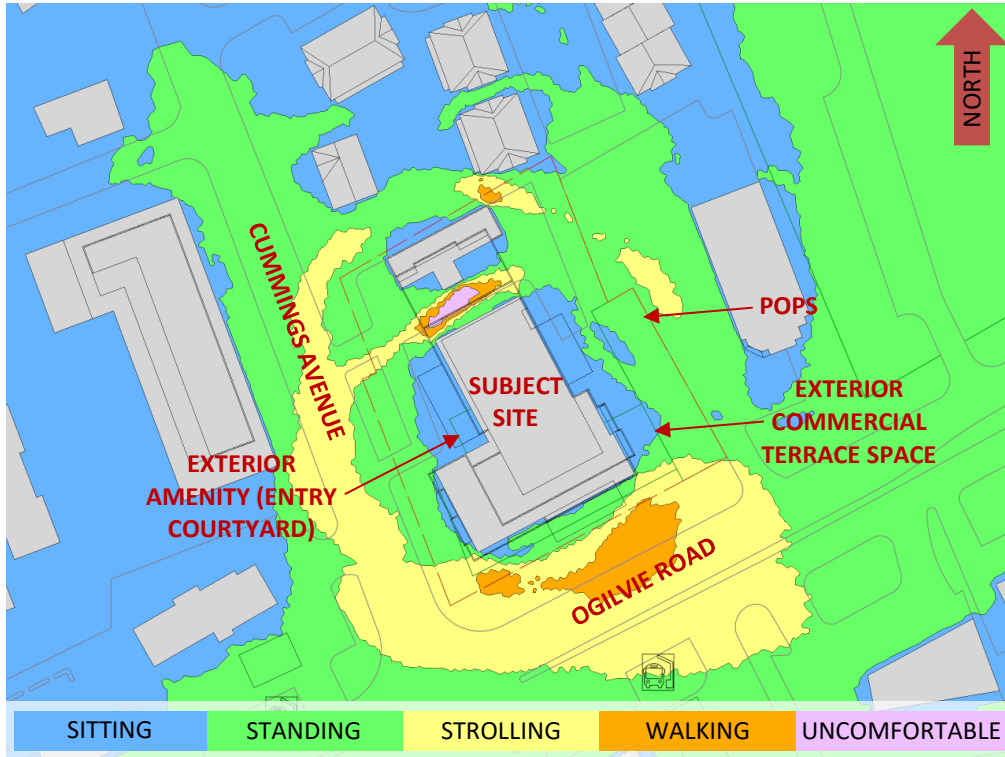 NORTH
CUMMINGS AVENUE
POPS
SUBJECT
SITE
EXTERIOR
COMMERCIAL
TERRACE SPACE
EXTERIOR
AMENITY (ENTRY
COURTYARD)
OGILVIE ROAD
SITTING
STANDING
STROLLING
WALKING
UNCOMFORTABLE